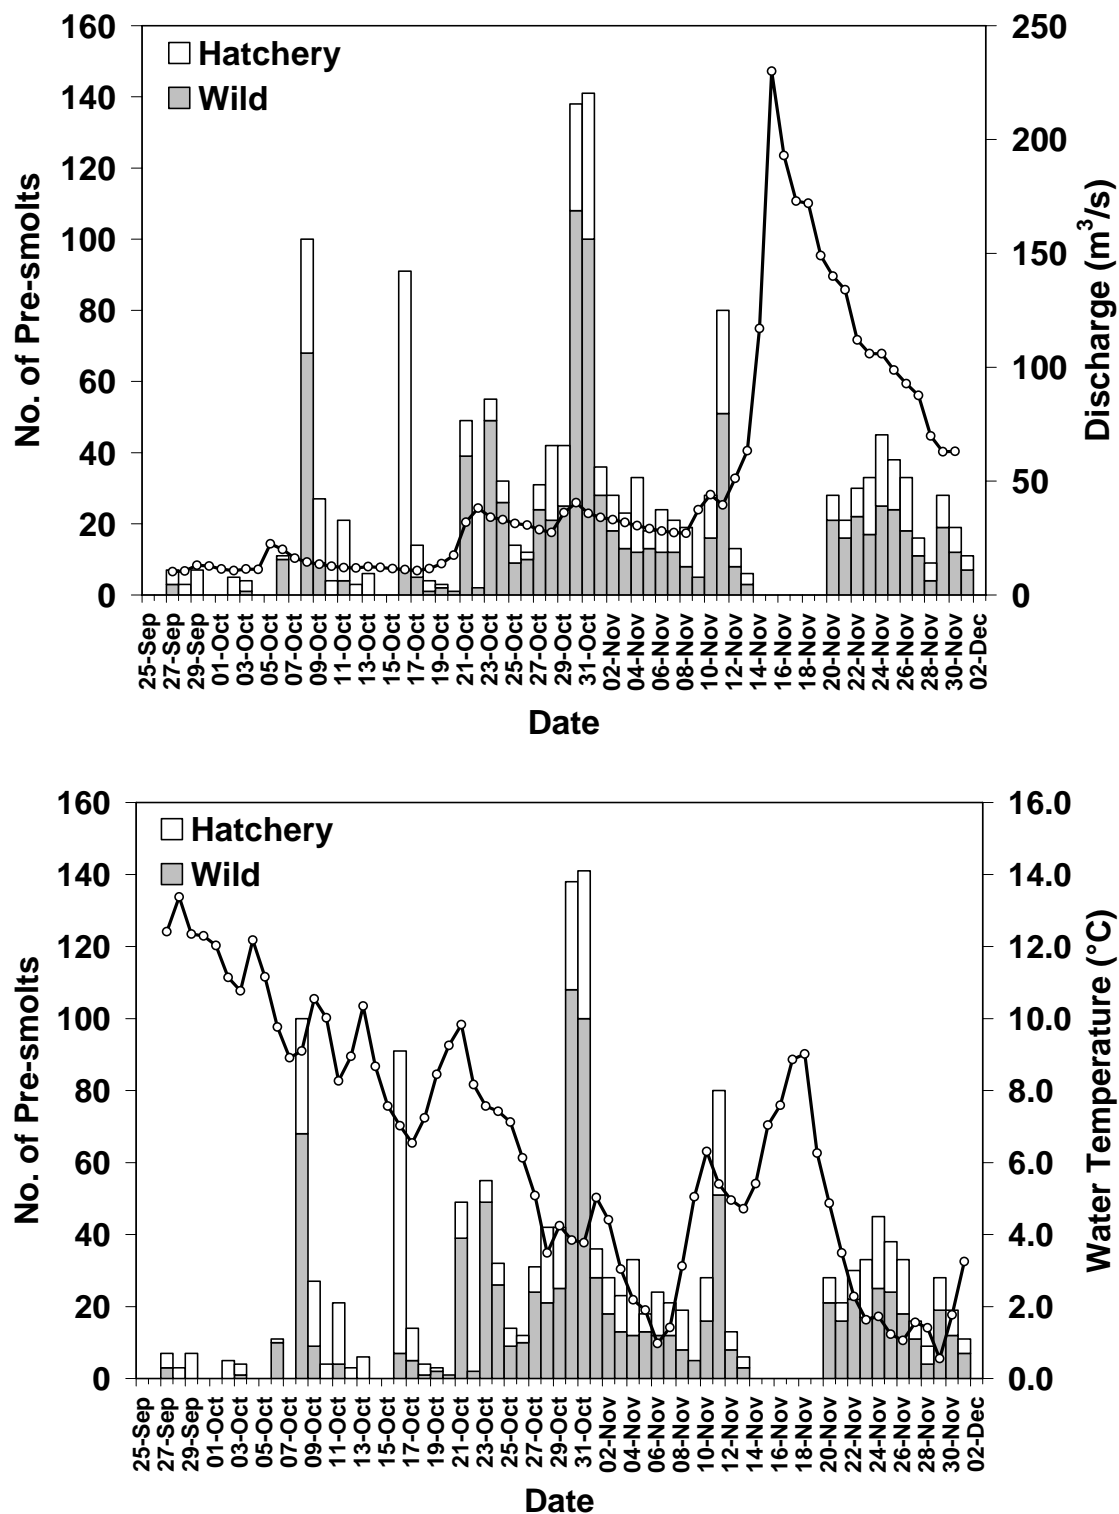 160
140
120
100
80
60
40
20
0
No. of Pre-smolts
Hatchery
Wild
250
200
150
100
50
0
Discharge (m³/s)
25-Sep
27-Sep
29-Sep
01-Oct
03-Oct
05-Oct
07-Oct
09-Oct
11-Oct
13-Oct
15-Oct
17-Oct
19-Oct
21-Oct
23-Oct
25-Oct
27-Oct
29-Oct
31-Oct
02-Nov
04-Nov
06-Nov
08-Nov
10-Nov
12-Nov
14-Nov
16-Nov
18-Nov
20-Nov
22-Nov
24-Nov
26-Nov
28-Nov
30-Nov
02-Dec
Date
160
140
120
100
80
60
40
20
0
No. of Pre-smolts
Hatchery
Wild
16.0
14.0
12.0
10.0
8.0
6.0
4.0
2.0
0.0
Water Temperature (°C)
25-Sep
27-Sep
29-Sep
01-Oct
03-Oct
05-Oct
07-Oct
09-Oct
11-Oct
13-Oct
15-Oct
17-Oct
19-Oct
21-Oct
23-Oct
25-Oct
27-Oct
29-Oct
31-Oct
02-Nov
04-Nov
06-Nov
08-Nov
10-Nov
12-Nov
14-Nov
16-Nov
18-Nov
20-Nov
22-Nov
24-Nov
26-Nov
28-Nov
30-Nov
02-Dec
Date